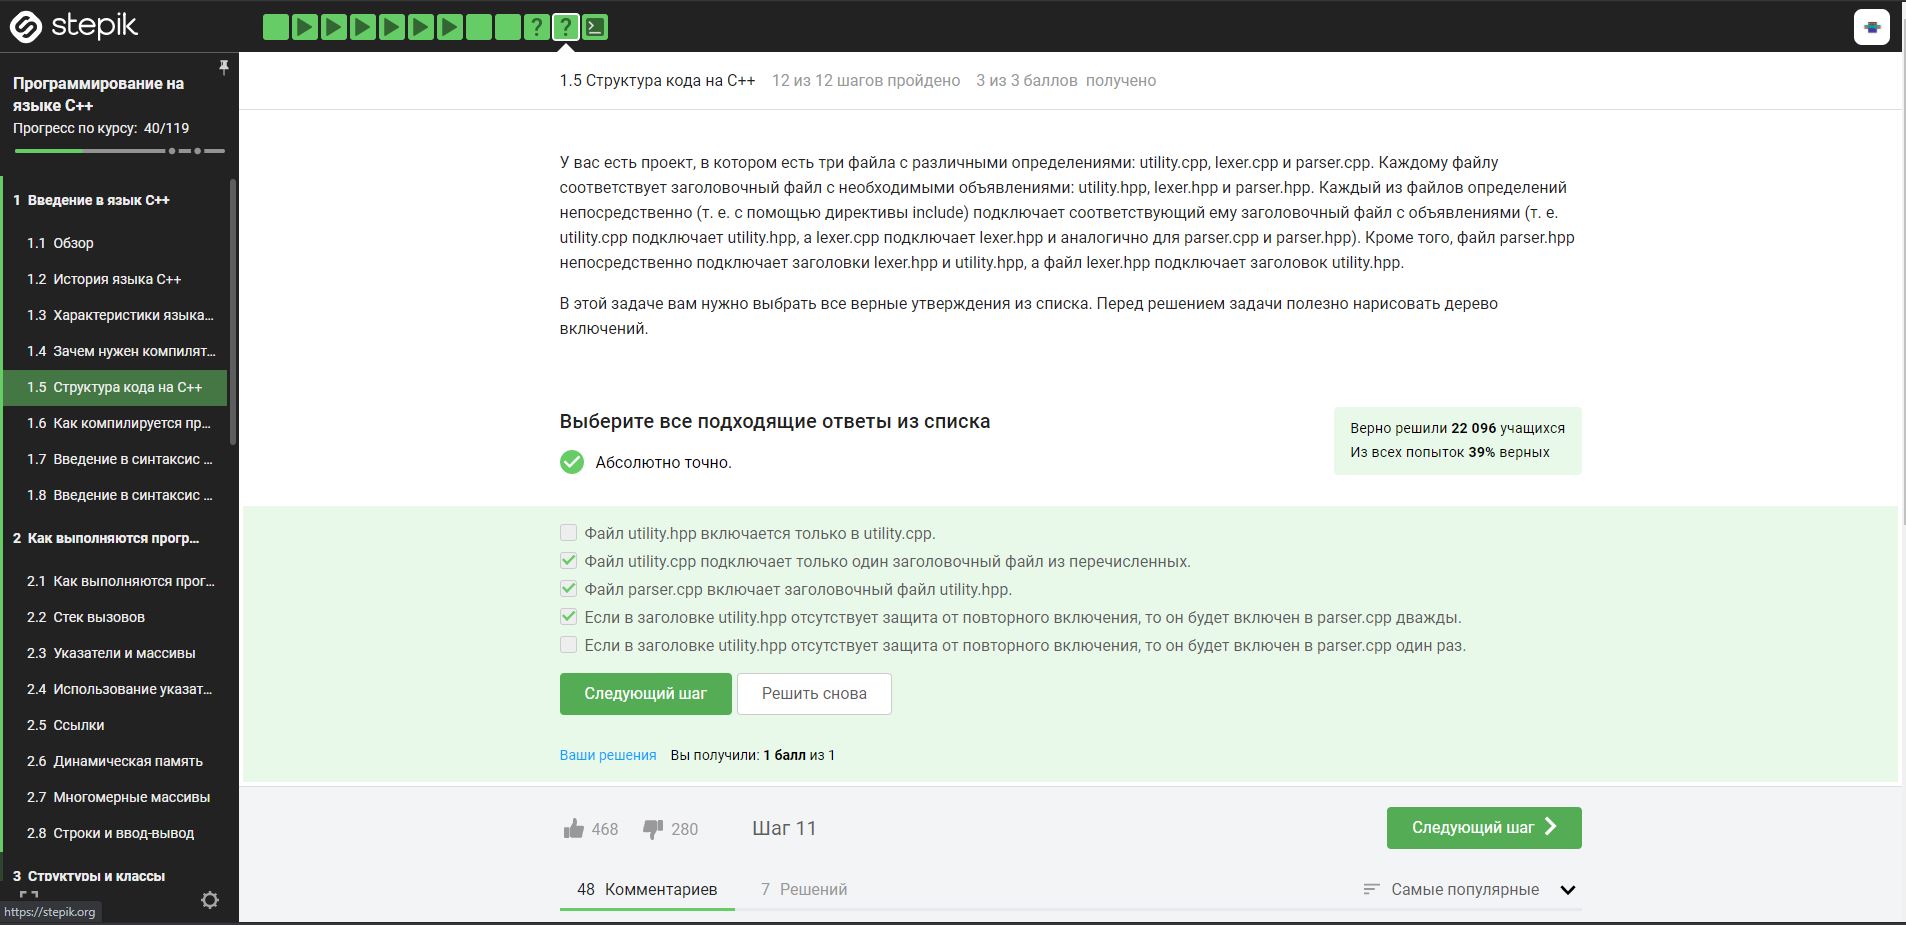 stepik
Программирование на
языке C++
Прогресс по курсу: 40/119
1 Введение в язык C++
1.1 Обзор
1.2 История языка C++
1.3 Характеристики языка...
1.4 Зачем нужен компилят...
1.5 Структура кода на C++
1.6 Как компилируется пр...
1.7 Введение в синтаксис ...
1.8 Введение в синтаксис ...
2 Как выполняются прогр...
2.1 Как выполняются прог...
2.2 Стек вызовов
2.3 Указатели и массивы
2.4 Использование указат...
2.5 Ссылки
2.6 Динамическая память
2.7 Многомерные массивы
2.8 Строки и ввод-вывод
3 Структуры и классы
https://stepik.org
1.5 Структура кода на C++ 12 из 12 шагов пройдено 3 из 3 баллов получено
У вас есть проект, в котором есть три файла с различными определениями: utility.cpp, lexer.cpp и parser.cpp. Каждому файлу
соответствует заголовочный файл с необходимыми объявлениями: utility.hpp, lexer.hpp и parser.hpp. Каждый из файлов определений
непосредственно (т. е. с помощью директивы include) подключает соответствующий ему заголовочный файл с объявлениями (т. е.
utility.cpp подключает utility.hpp, а lexer.cpp подключает lexer.hpp и аналогично для parser.cpp и parser.hpp). Кроме того, файл parser.hpp
непосредственно подключает заголовки lexer.hpp и utility.hpp, а файл lexer.hpp подключает заголовок utility.hpp.
В этой задаче вам нужно выбрать все верные утверждения из списка. Перед решением задачи полезно нарисовать дерево
включений.
Выберите все подходящие ответы из списка
Абсолютно точно.
Верно решили 22 096 учащихся
Из всех попыток 39% верных
Файл utility.hpp включается только в utility.cpp.
Файл utility.cpp подключает только один заголовочный файл из перечисленных.
Файл parser.cpp включает заголовочный файл utility.hpp.
Если в заголовке utility.hpp отсутствует защита от повторного включения, то он будет включен в parser.cpp дважды.
Если в заголовке utility.hpp отсутствует защита от повторного включения, то он будет включен в parser.cpp один раз.
Следующий шаг Решить снова
Ваши решения Вы получили: 1 балл из 1
468 280 Шаг 11 Следующий шаг
48 Комментариев 7 Решений Самые популярные